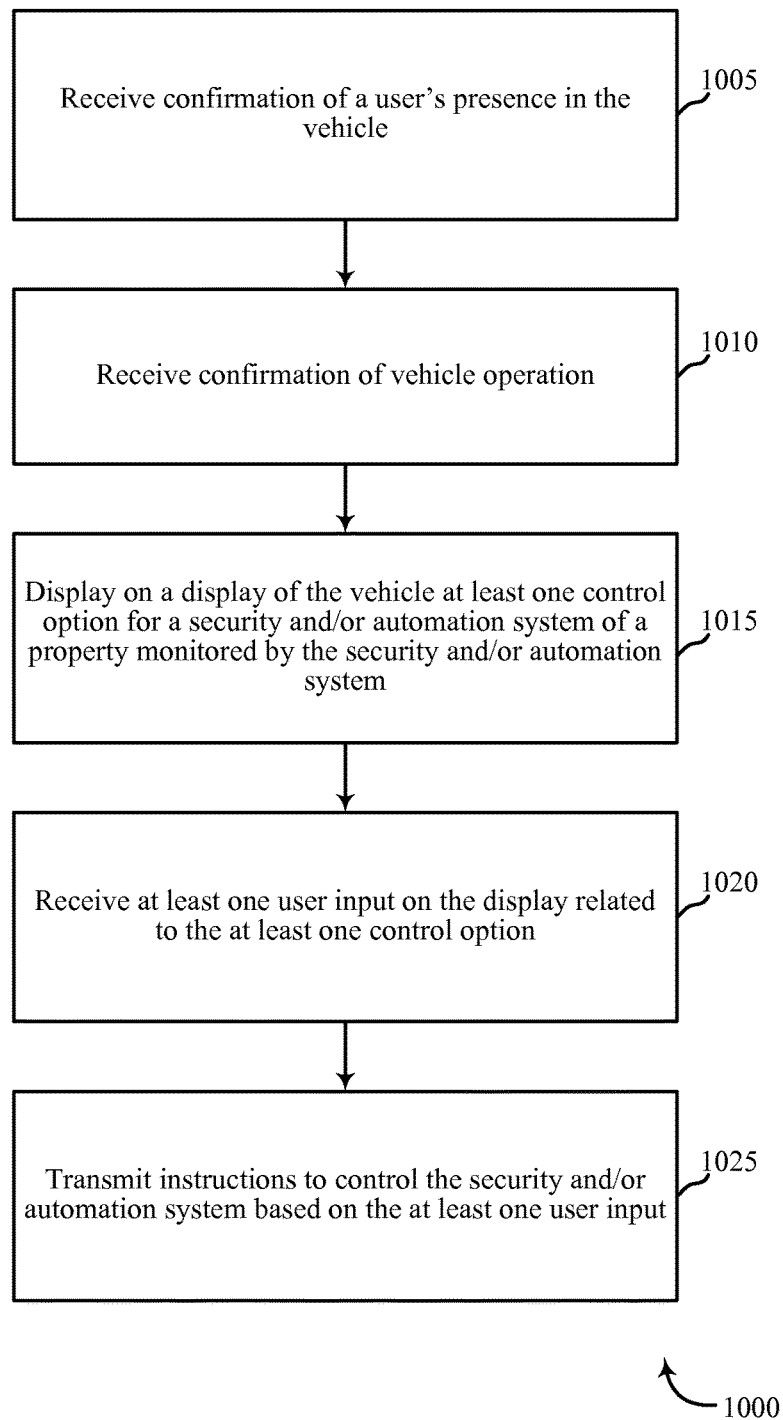 Receive confirmation of a user's presence in the
vehicle
1005
Receive confirmation of vehicle operation
1010
Display on a display of the vehicle at least one control
option for a security and/or automation system of a
property monitored by the security and/or automation
system
1015
Receive at least one user input on the display related
to the at least one control option
1020
Transmit instructions to control the security and/or
automation system based on the at least one user input
1025
1000